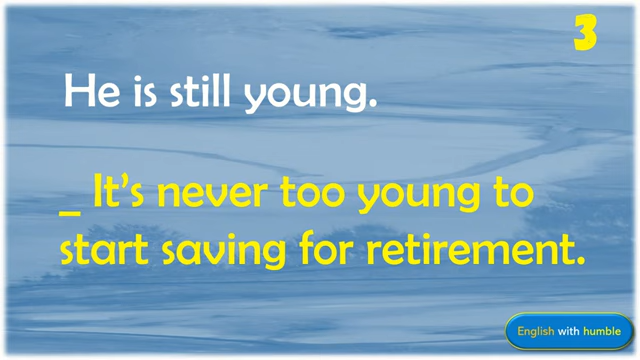 3
He is still young.
_ It's never too young to
start saving for retirement.
English with humble